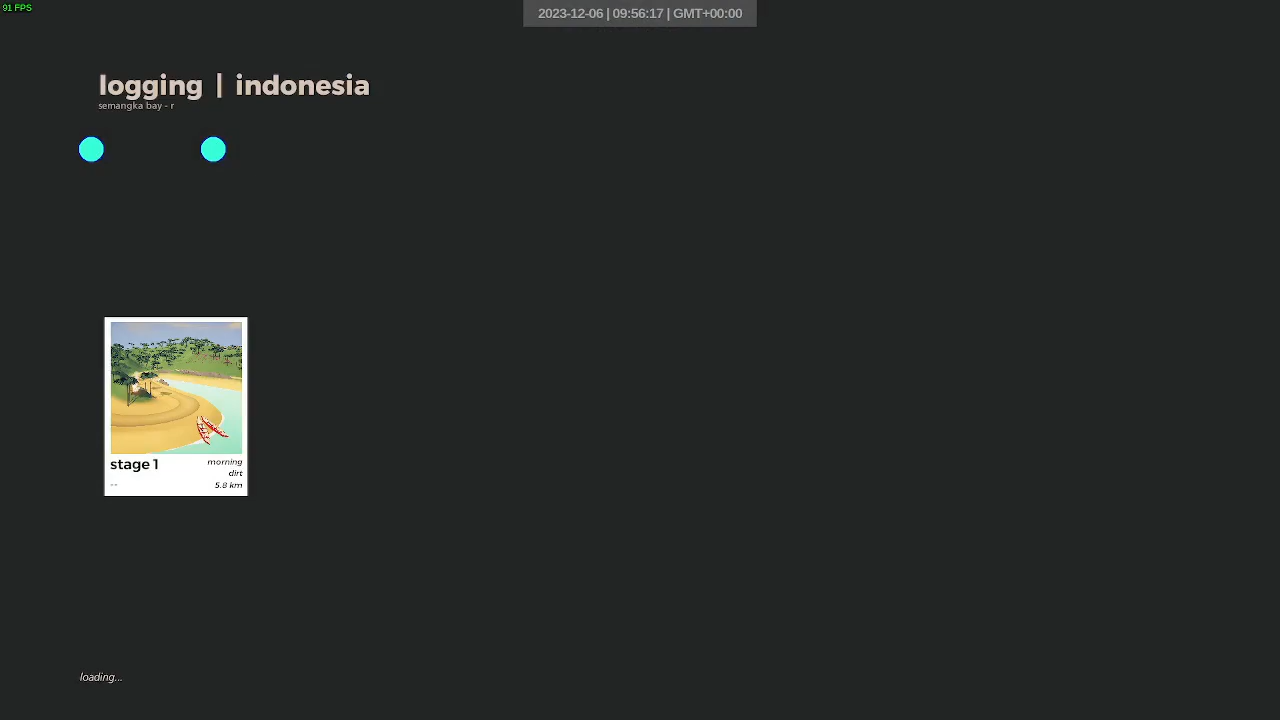 91 FPS
2023-12-06 | 09:56:17 | GMT+00:00
logging | indonesia
semangka bay - r
stage 1
morning
dirt
--
5.8 km
loading...